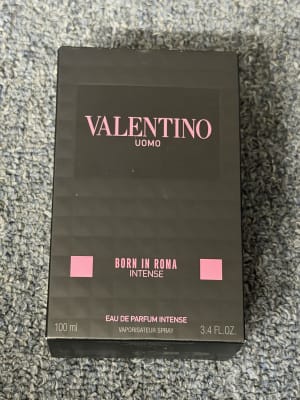 VALENTINO
UOMO
BORN IN ROMA
INTENSE
EAU DE PARFUM INTENSE
100 ml VAPORISATEUR SPRAY 3.4 FL.OZ.